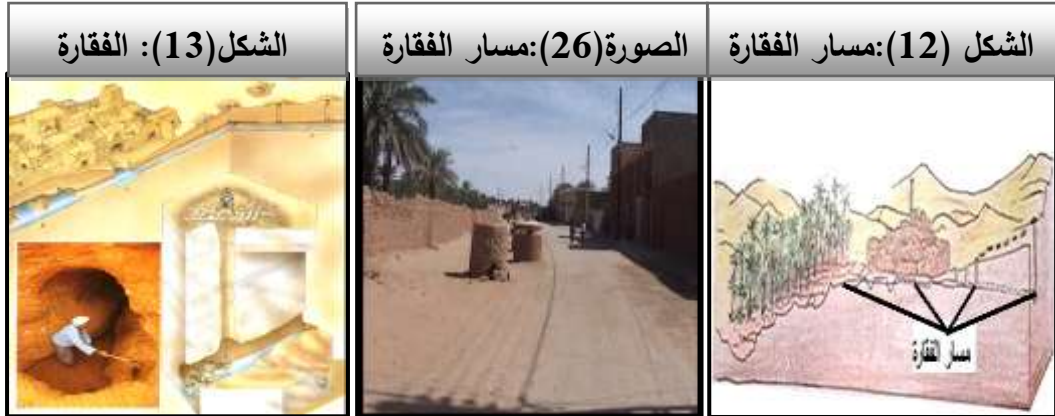 الشكل (12):مسار الفقارة
الصورة(26):مسار الفقارة
الشكل(13): الفقارة
مسار الفقارة